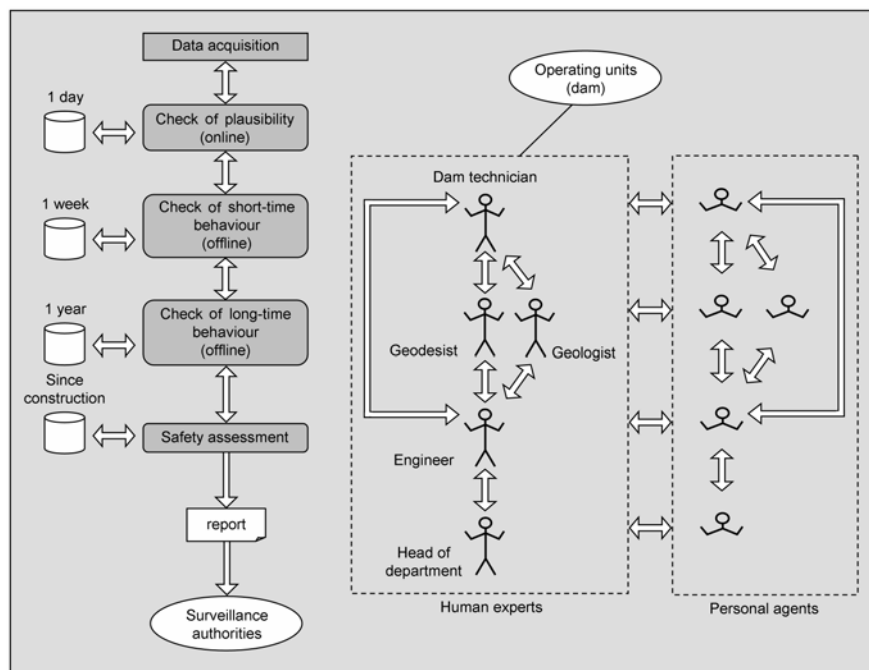 Data acquisition
1 day
Check of plausibility
(online)
1 week
Check of short-time
behaviour
(offline)
1 year
Check of long-time
behaviour
(offline)
Since
construction
Safety assessment
report
Surveillance
authorities
Operating units
(dam)
Dam technician
Geodesist
Geologist
Engineer
Head of
department
Human experts
Personal agents